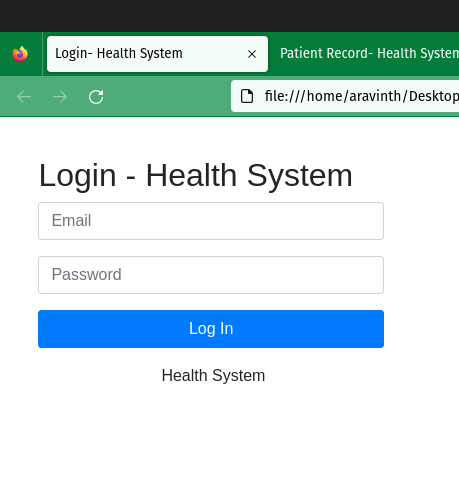 Login- Health System
Patient Record- Health System
file:///home/aravinth/Desktop
Login - Health System
Email
Password
Log In
Health System